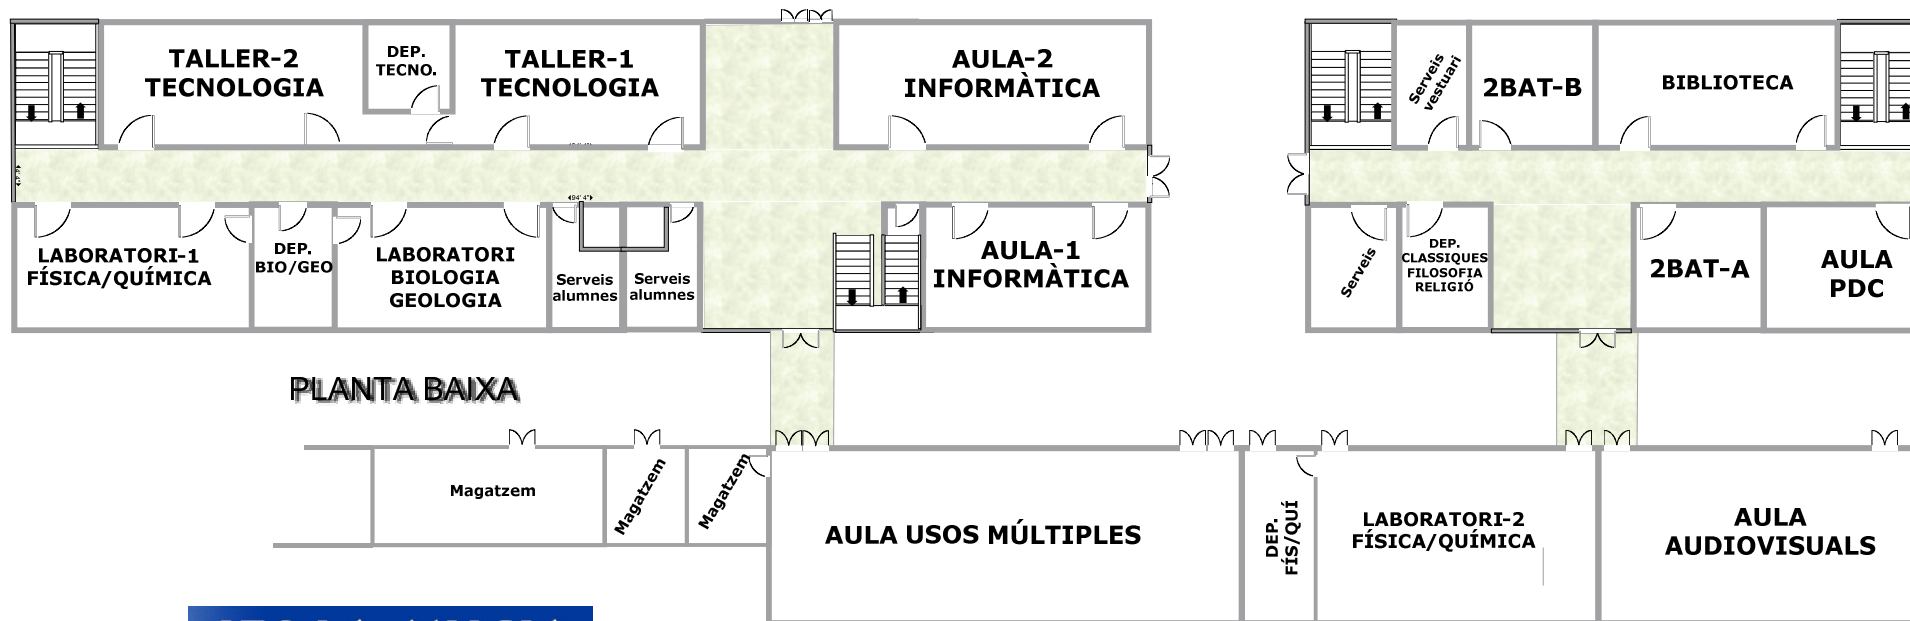 TALLER-2
TECNOLOGIA
DEP.
TECNO.
TALLER-1
TECNOLOGIA
AULA-2
INFORMÀTICA
Serveis
vestuari
2BAT-B
BIBLIOTECA
94' 4"
LABORATORI-1
FÍSICA/QUÍMICA
DEP.
BIO/GEO
LABORATORI
BIOLOGIA
GEOLOGIA
Serveis
alumnes
Serveis
alumnes
AULA-1
INFORMÀTICA
Serveis
DEP.
CLASSIQUES
FILOSOFIA
RELIGIÓ
2BAT-A
AULA
PDC
PLANTA BAIXA
Magatzem
Magatzem
Magatzem
AULA USOS MÚLTIPLES
DEP.
FÍS/QUÍ
LABORATORI-2
FÍSICA/QUÍMICA
AULA
AUDIOVISUALS